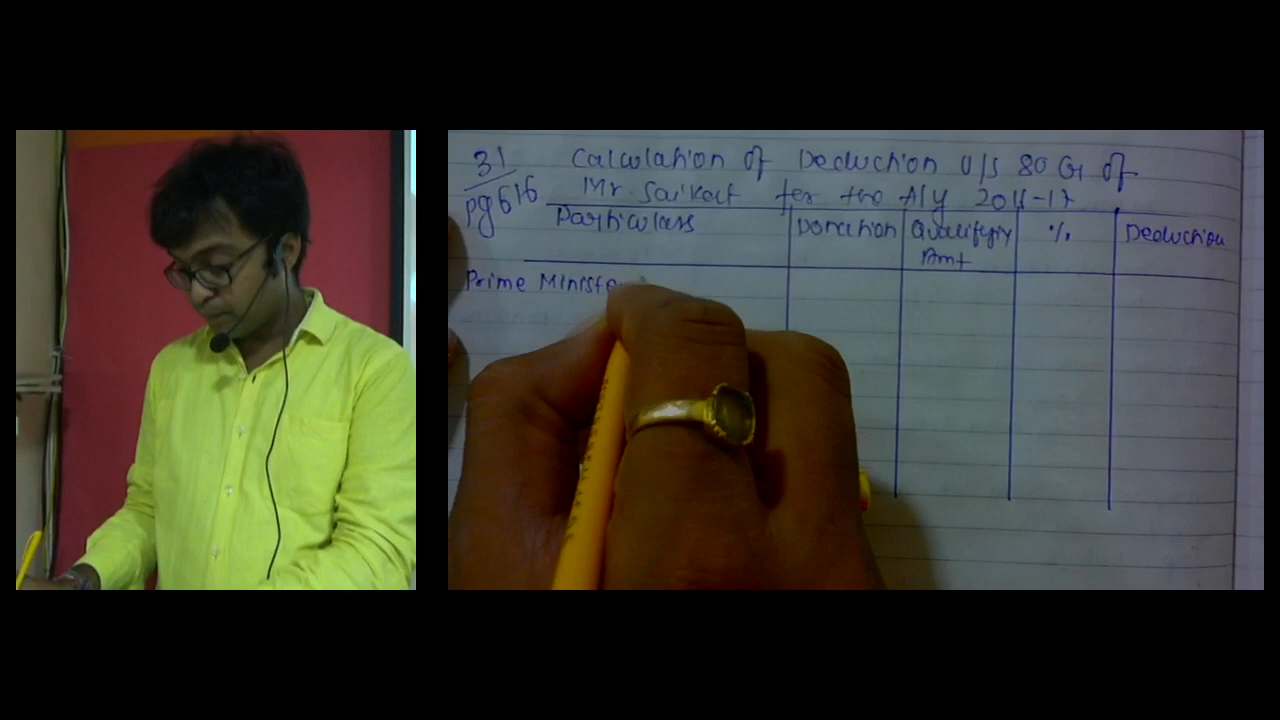 31 Calculation of Deduction U/S 80 G of
pg 616 Mr. Saikat for the A/Y 2016-17
Particulars Donation Qualifying Amt % Deduction
Prime Ministe